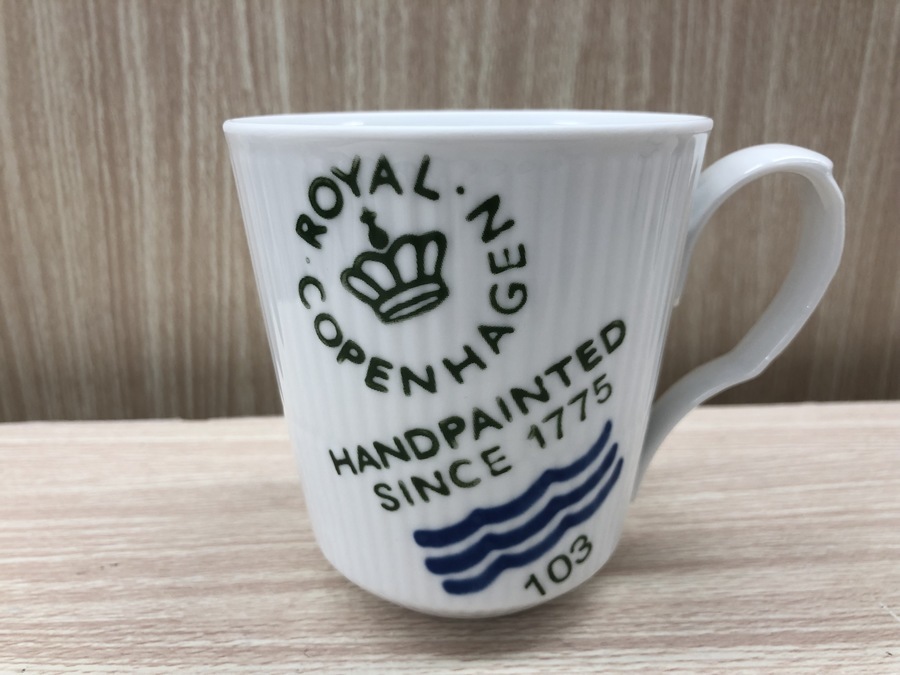 ROYAL · COPENHAGEN ·
HANDPAINTED
SINCE 1775
103